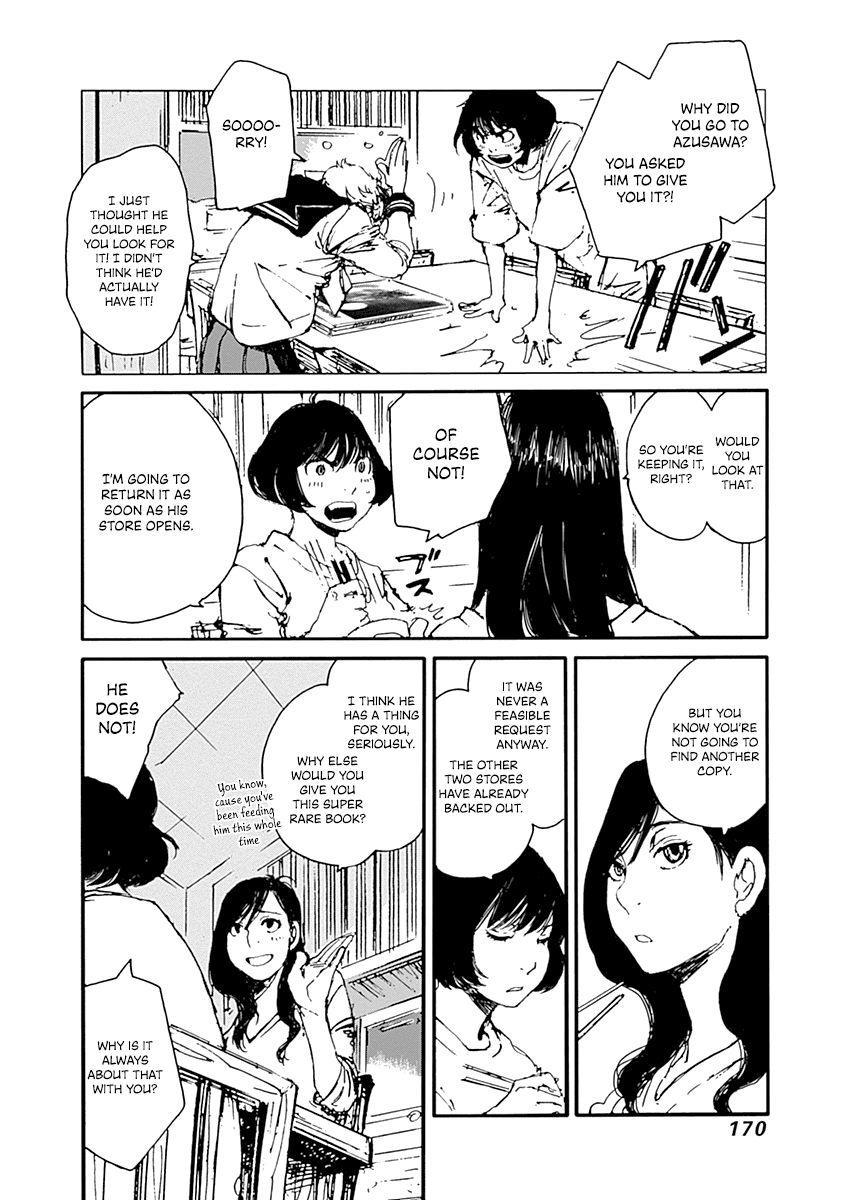 WHY DID
YOU GO TO
AZUSAWA?
YOU ASKED
HIM TO GIVE
YOU IT?!
SOOOO-
RRY!
I JUST
THOUGHT HE
COULD HELP
YOU LOOK FOR
IT! I DIDN'T
THINK HE'D
ACTUALLY
HAVE IT!
WOULD
YOU
LOOK AT
THAT.
SO YOU'RE
KEEPING IT,
RIGHT?
OF
COURSE
NOT!
I'M GOING TO
RETURN IT AS
SOON AS HIS
STORE OPENS.
ブス
BUT YOU
KNOW YOU'RE
NOT GOING TO
FIND ANOTHER
COPY.
IT WAS
NEVER A
FEASIBLE
REQUEST
ANYWAY.
THE OTHER
TWO STORES
HAVE ALREADY
BACKED OUT.
I THINK HE
HAS A THING
FOR YOU,
SERIOUSLY.
WHY ELSE
WOULD YOU
GIVE YOU
THIS SUPER
RARE BOOK?
You know,
cause you've
been feeding
him this whole
time
HE
DOES
NOT!
WHY IS IT
ALWAYS
ABOUT THAT
WITH YOU?
170